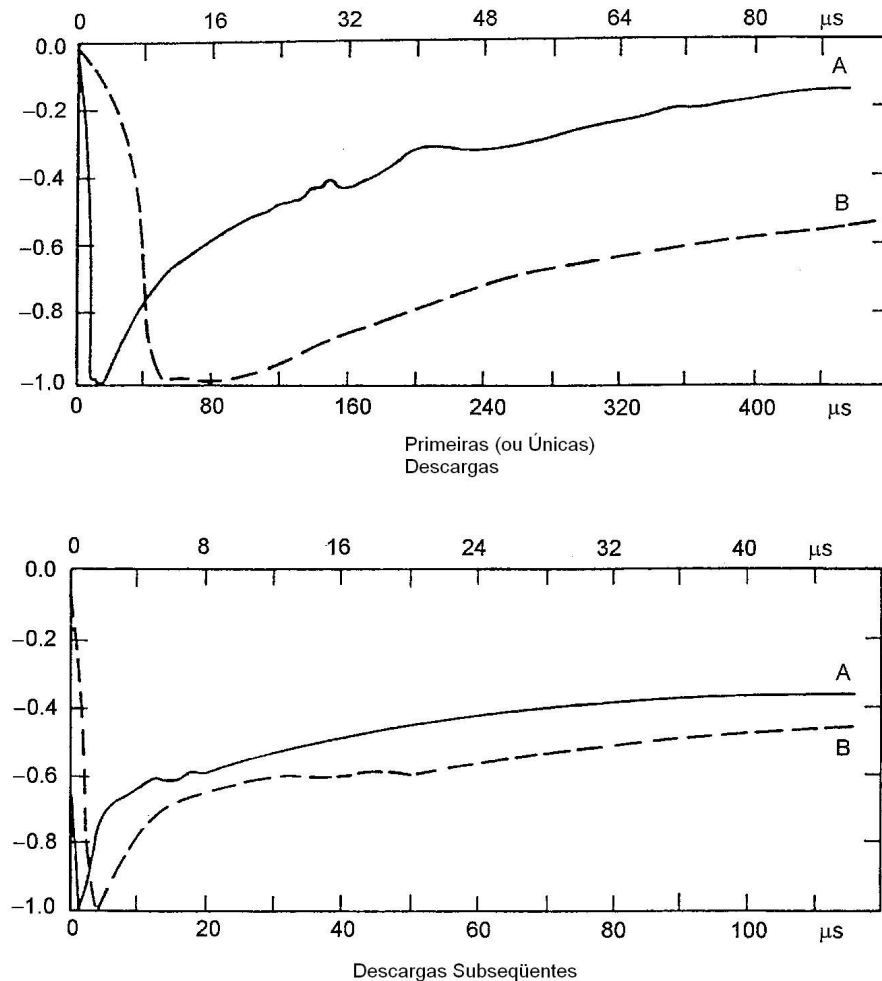 0 16 32 48 64 80 μs
0.0
A
−0.2
−0.4
B
−0.6
−0.8
−1.0
0 80 160 240 320 400 μs
Primeiras (ou Únicas)
Descargas
0 8 16 24 32 40 μs
0.0
−0.2
A
−0.4
B
−0.6
−0.8
−1.0
0 20 40 60 80 100 μs
Descargas Subseqüentes